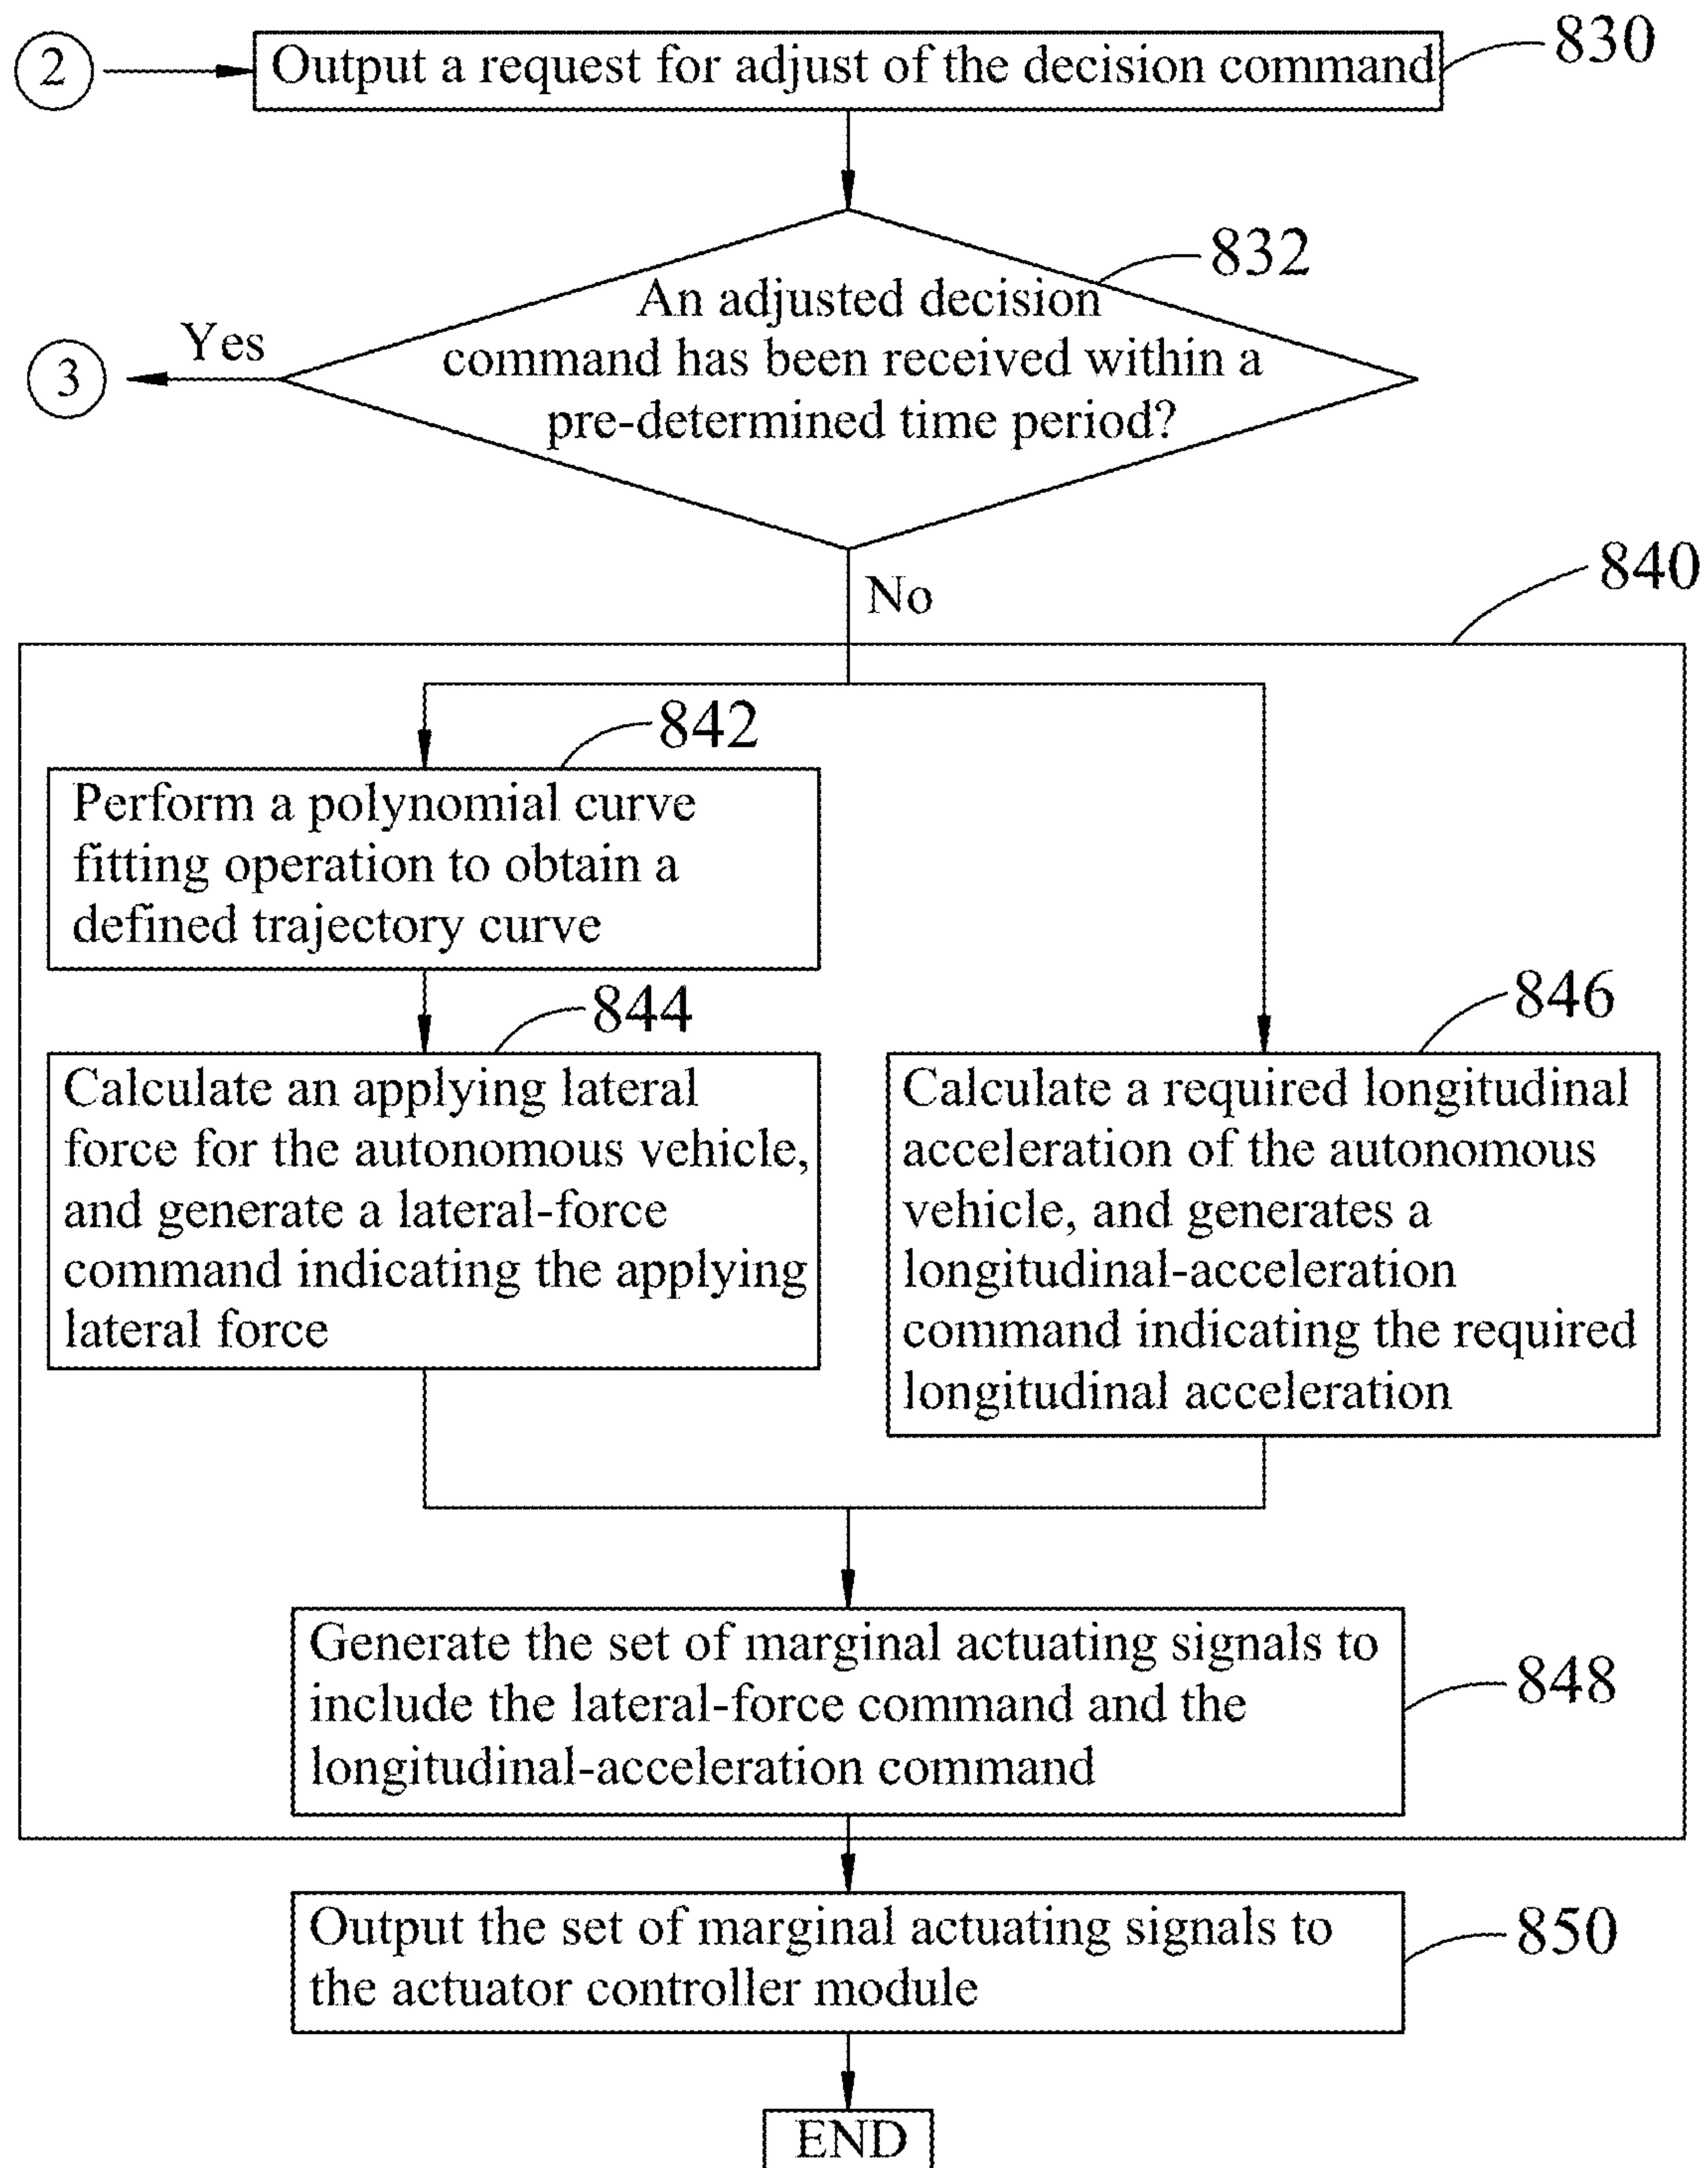 2
Output a request for adjust of the decision command
830
832
An adjusted decision
command has been received within a
pre-determined time period?
Yes
3
No
840
842
Perform a polynomial curve
fitting operation to obtain a
defined trajectory curve
844
Calculate an applying lateral
force for the autonomous vehicle,
and generate a lateral-force
command indicating the applying
lateral force
846
Calculate a required longitudinal
acceleration of the autonomous
vehicle, and generates a
longitudinal-acceleration
command indicating the required
longitudinal acceleration
Generate the set of marginal actuating signals to
include the lateral-force command and the
longitudinal-acceleration command
848
Output the set of marginal actuating signals to
the actuator controller module
850
END